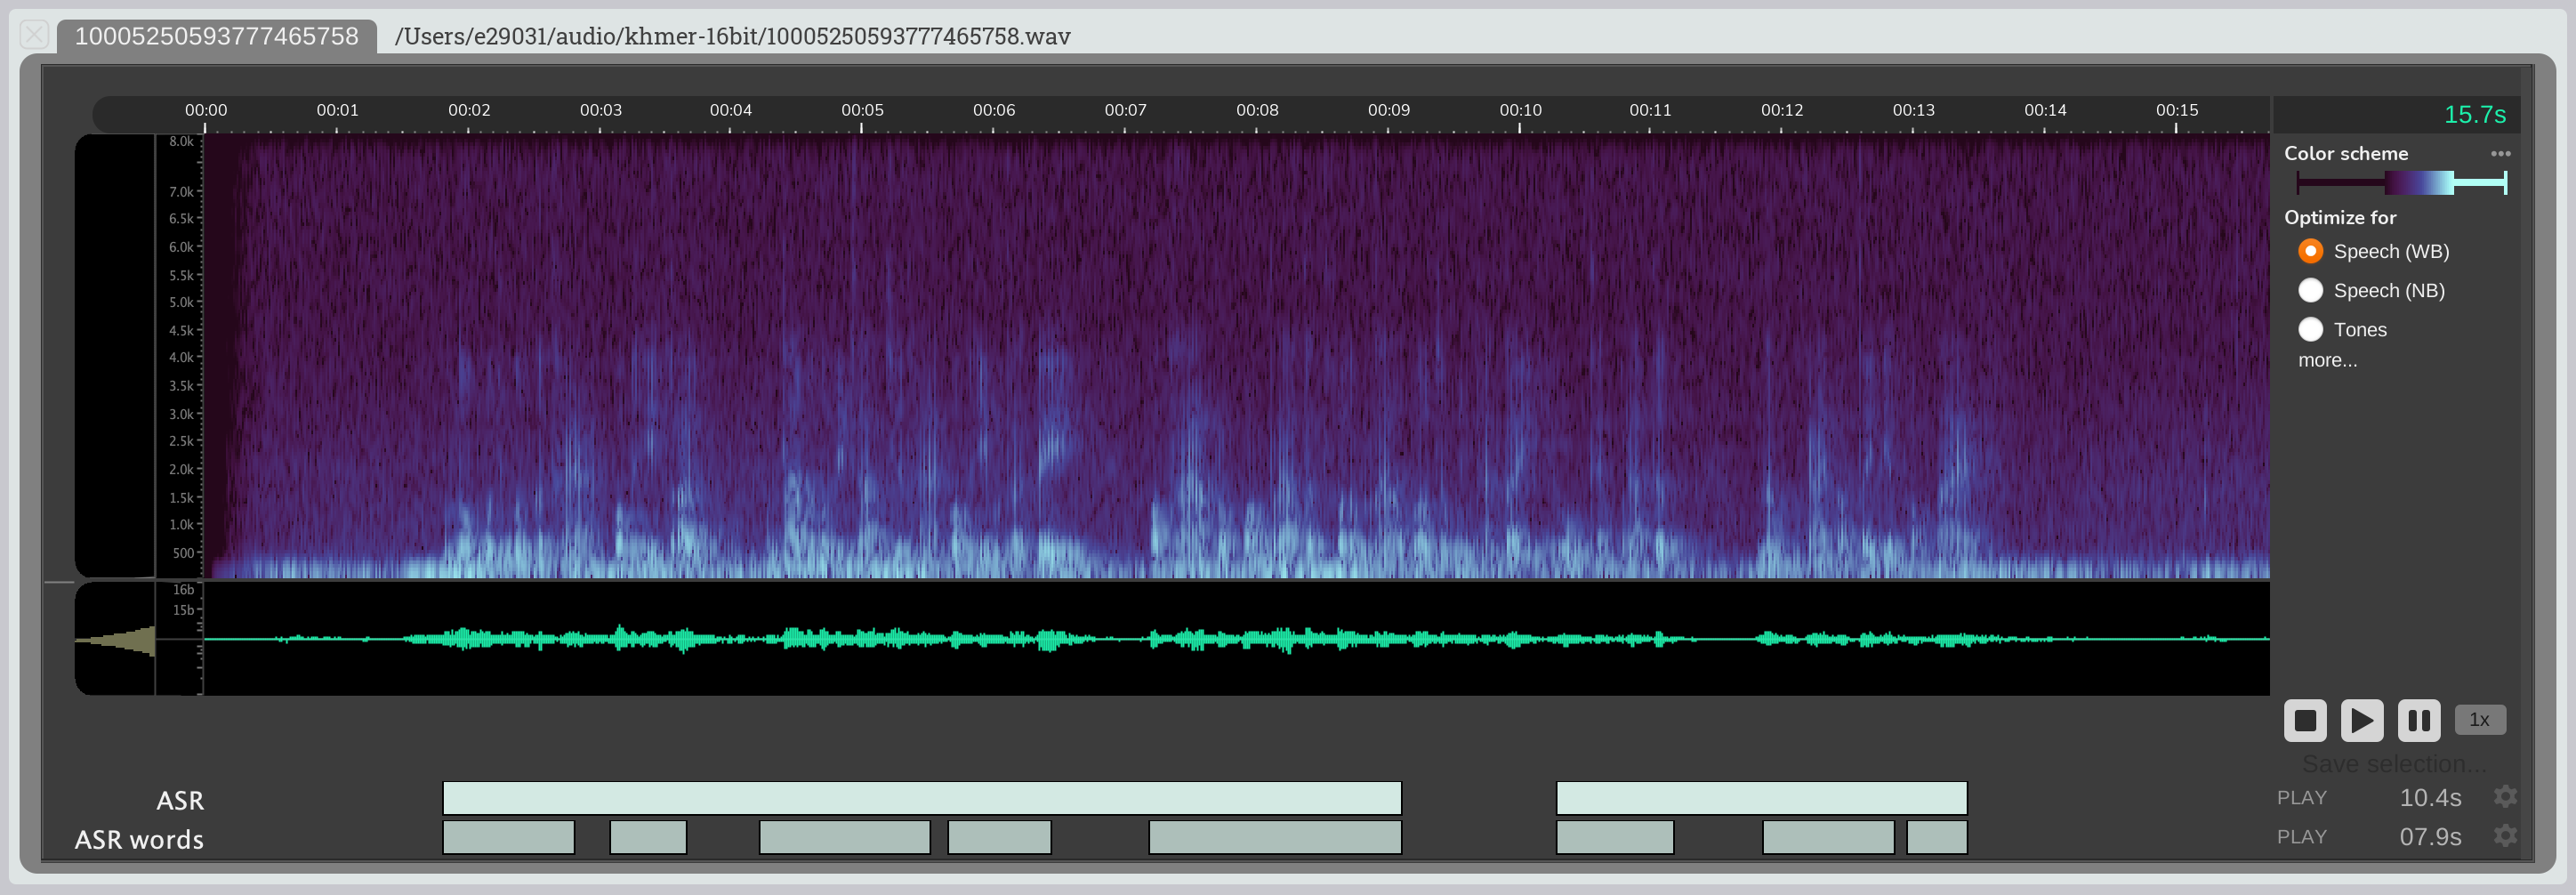 10005250593777465758 /Users/e29031/audio/khmer-16bit/10005250593777465758.wav
00:00 00:01 00:02 00:03 00:04 00:05 00:06 00:07 00:08 00:09 00:10 00:11 00:12 00:13 00:14 00:15 15.7s
8.0k
7.0k
6.5k
6.0k
5.5k
5.0k
4.5k
4.0k
3.5k
3.0k
2.5k
2.0k
1.5k
1.0k
500
16b
15b
Color scheme
Optimize for
Speech (WB)
Speech (NB)
Tones
more...
1x
Save selection...
ASR PLAY 10.4s
ASR words PLAY 07.9s